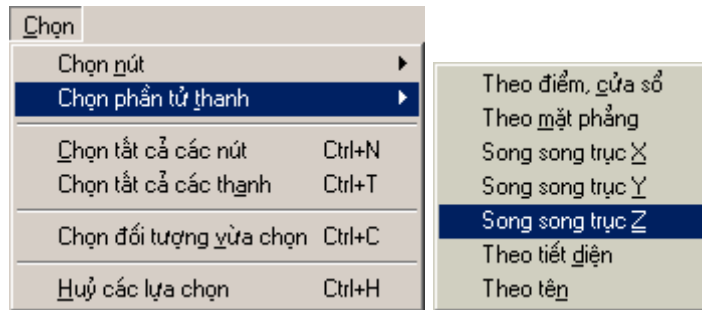 Chọn
Chọn nút
Chọn phần tử thanh
Chọn tất cả các nút Ctrl+N
Chọn tất cả các thanh Ctrl+T
Chọn đối tượng vừa chọn Ctrl+C
Huỷ các lựa chọn Ctrl+H
Theo điểm, cửa sổ
Theo mặt phẳng
Song song trục X
Song song trục Y
Song song trục Z
Theo tiết diện
Theo tên